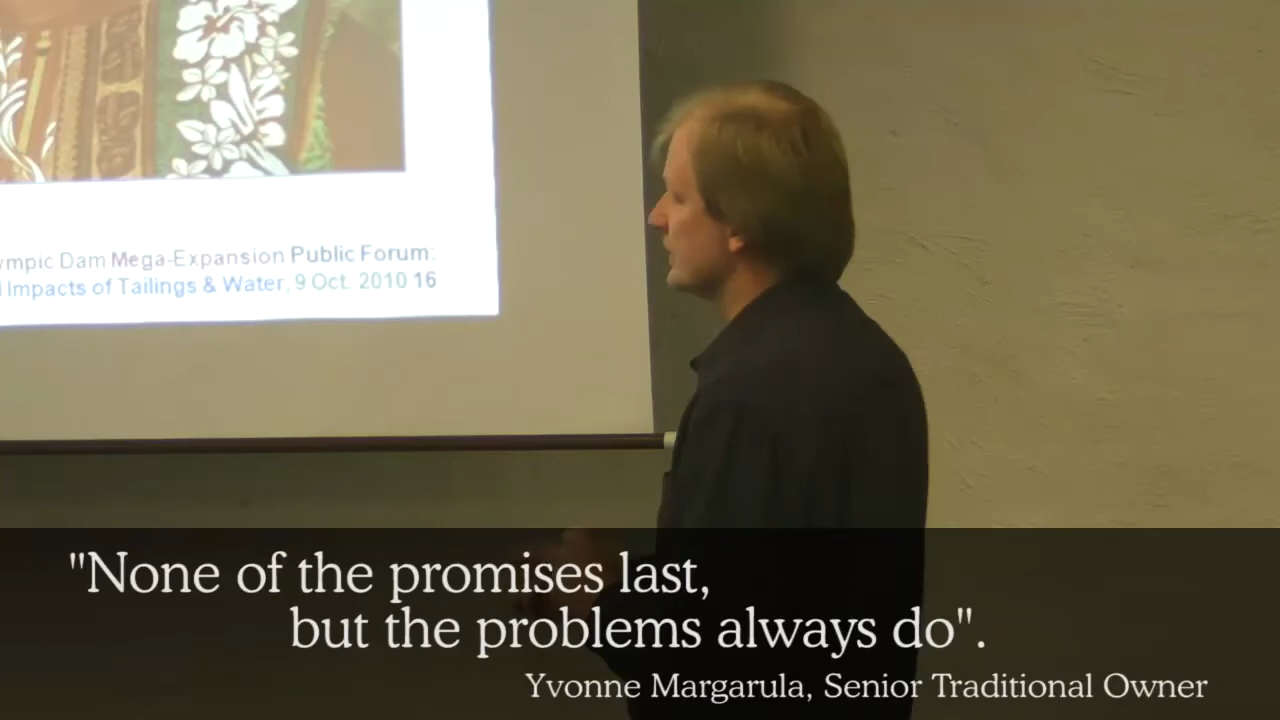 ympic Dam Mega-Expansion Public Forum:
Impacts of Tailings & Water, 9 Oct. 2010 16
"None of the promises last,
but the problems always do".
Yvonne Margarula, Senior Traditional Owner